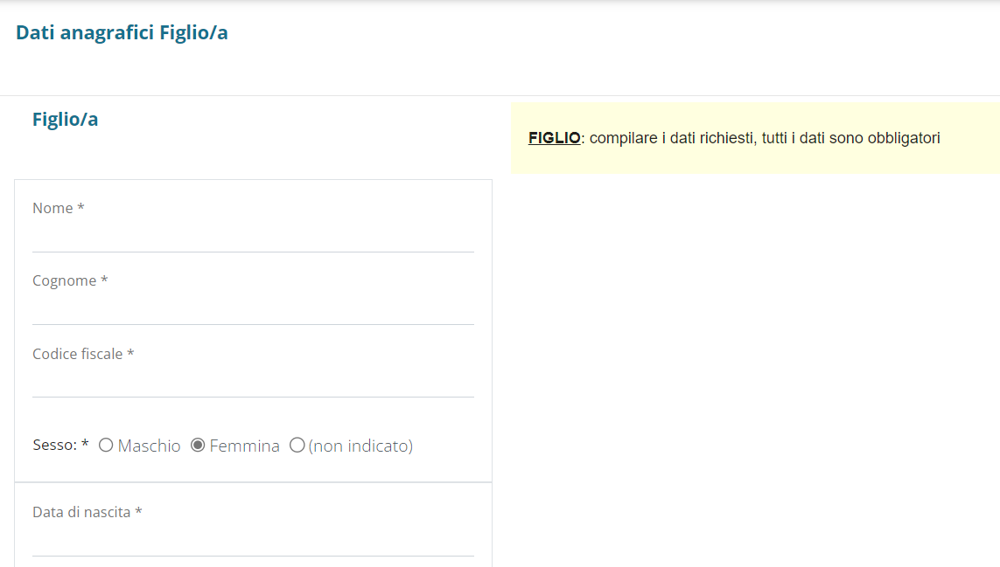 Dati anagrafici Figlio/a
Figlio/a
FIGLIO: compilare i dati richiesti, tutti i dati sono obbligatori
Nome *
Cognome *
Codice fiscale *
Sesso: * Maschio Femmina (non indicato)
Data di nascita *